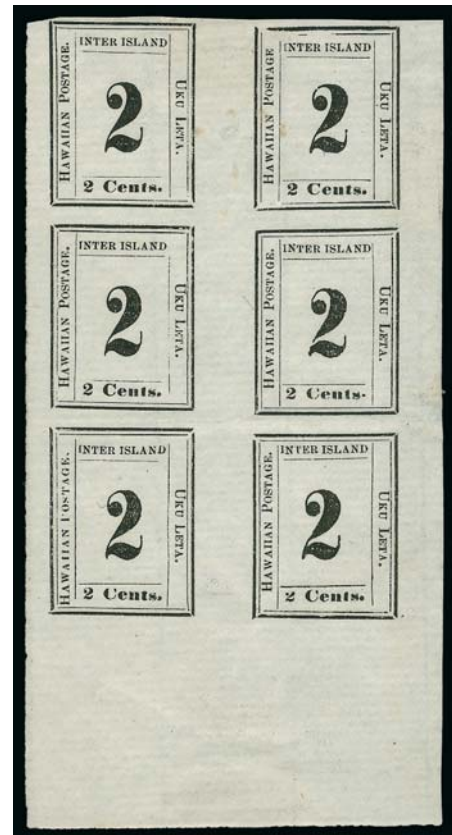 INTER ISLAND
HAWAIIAN POSTAGE.
2
UKU LETA.
2 Cents.
INTER ISLAND
HAWAIIAN POSTAGE
2
UKU LETA.
2 Cents.
INTER ISLAND
HAWAIIAN POSTAGE.
2
UKU LETA.
2 Cents.
INTER ISLAND
HAWAIIAN POSTAGE.
2
UKU LETA.
2 Cents.
INTER ISLAND
HAWAIIAN POSTAGE.
2
UKU LETA.
2 Cents.
INTER ISLAND
HAWAIIAN POSTAGE.
2
UKU LETA.
2 Cents.